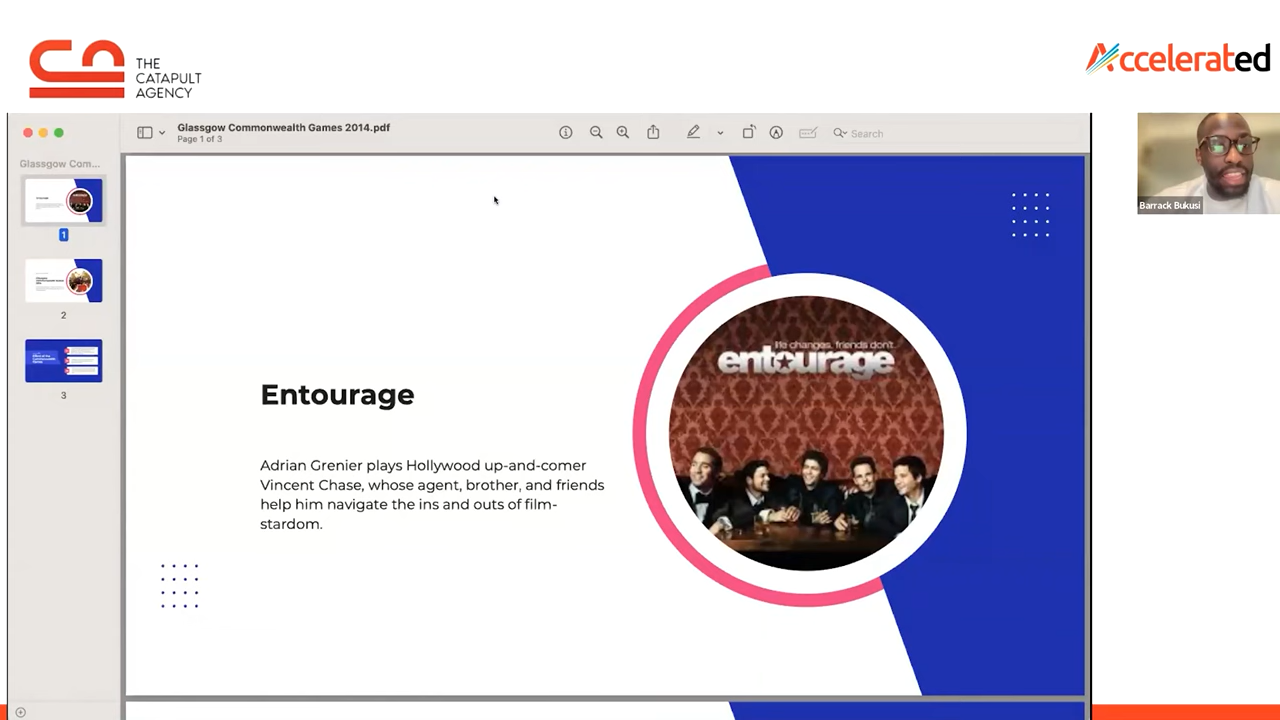 THE
CATAPULT
AGENCY
Accelerated
Glassgow Commonwealth Games 2014.pdf
Page 1 of 3
Search
Glassgow Com...
1
2
3
life changes, friends don't.
entourage
Entourage
Adrian Grenier plays Hollywood up-and-comer
Vincent Chase, whose agent, brother, and friends
help him navigate the ins and outs of film-
stardom.
Barrack Bukusi